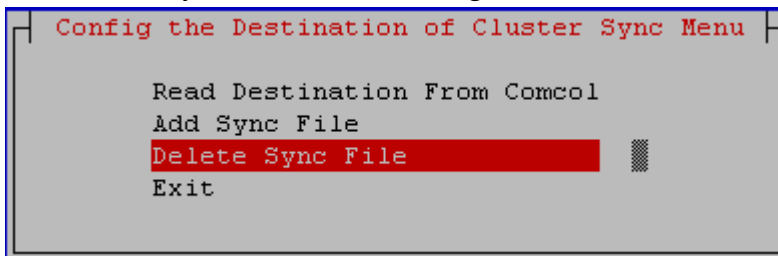 Config the Destination of Cluster Sync Menu
Read Destination From Comcol
Add Sync File
Delete Sync File
Exit